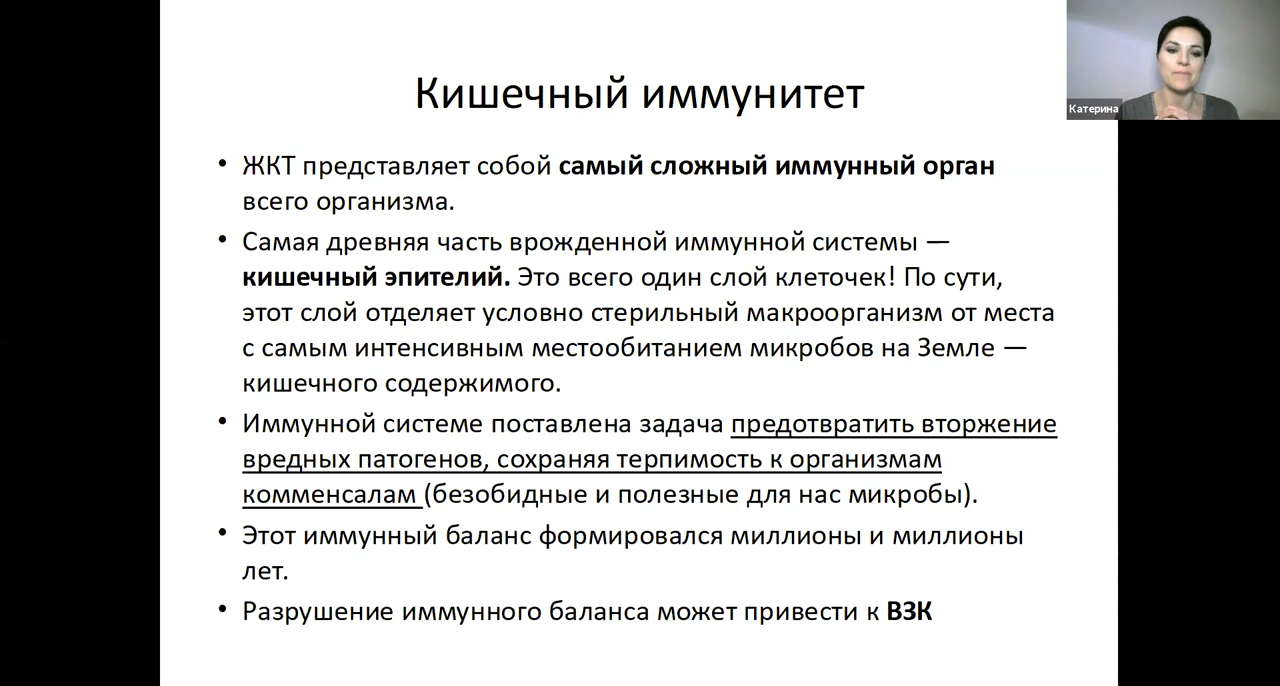 Кишечный иммунитет
Катерина
• ЖКТ представляет собой самый сложный иммунный орган
всего организма.
• Самая древняя часть врожденной иммунной системы —
кишечный эпителий. Это всего один слой клеточек! По сути,
этот слой отделяет условно стерильный макроорганизм от места
с самым интенсивным местообитанием микробов на Земле —
кишечного содержимого.
• Иммунной системе поставлена задача предотвратить вторжение
вредных патогенов, сохраняя терпимость к организмам
комменсалам (безобидные и полезные для нас микробы).
• Этот иммунный баланс формировался миллионы и миллионы
лет.
• Разрушение иммунного баланса может привести к ВЗК